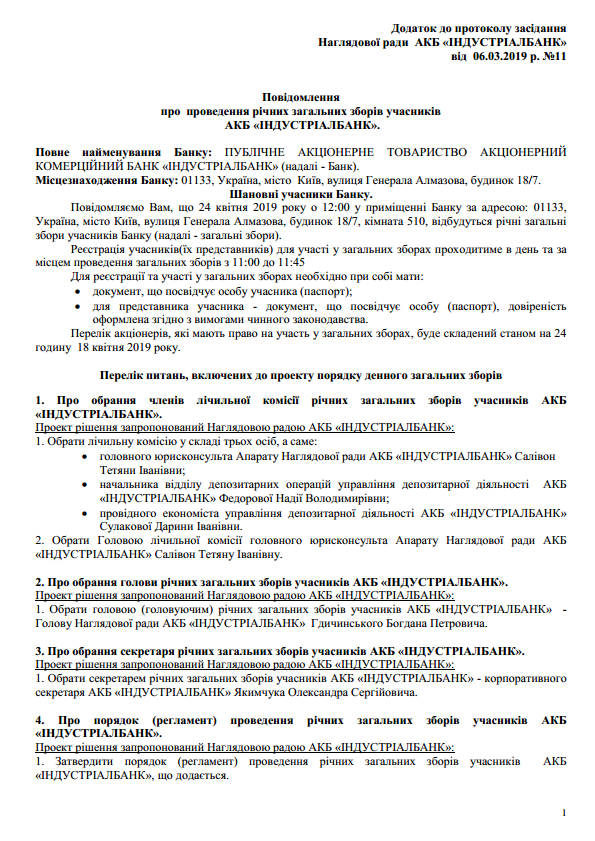 Додаток до протоколу засідання
Наглядової ради АКБ «ІНДУСТРІАЛБАНК»
від 06.03.2019 р. №11
Повідомлення
про проведення річних загальних зборів учасників
АКБ «ІНДУСТРІАЛБАНК».
Повне найменування Банку: ПУБЛІЧНЕ АКЦІОНЕРНЕ ТОВАРИСТВО АКЦІОНЕРНИЙ
КОМЕРЦІЙНИЙ БАНК «ІНДУСТРІАЛБАНК» (надалі - Банк).
Місцезнаходження Банку: 01133, Україна, місто Київ, вулиця Генерала Алмазова, будинок 18/7.
Шановні учасники Банку.
Повідомляємо Вам, що 24 квітня 2019 року о 12:00 у приміщенні Банку за адресою: 01133,
Україна, місто Київ, вулиця Генерала Алмазова, будинок 18/7, кімната 510, відбудуться річні загальні
збори учасників Банку (надалі - загальні збори).
Реєстрація учасників(їх представників) для участі у загальних зборах проходитиме в день та за
місцем проведення загальних зборів з 11:00 до 11:45
Для реєстрації та участі у загальних зборах необхідно при собі мати:
• документ, що посвідчує особу учасника (паспорт);
• для представника учасника - документ, що посвідчує особу (паспорт), довіреність
оформлена згідно з вимогами чинного законодавства.
Перелік акціонерів, які мають право на участь у загальних зборах, буде складений станом на 24
годину 18 квітня 2019 року.
Перелік питань, включених до проекту порядку денного загальних зборів
1. Про обрання членів лічильної комісії річних загальних зборів учасників АКБ
«ІНДУСТРІАЛБАНК».
Проект рішення запропонований Наглядовою радою АКБ «ІНДУСТРІАЛБАНК»:
1. Обрати лічильну комісію у складі трьох осіб, а саме:
• головного юрисконсульта Апарату Наглядової ради АКБ «ІНДУСТРІАЛБАНК» Салівон
Тетяни Іванівни;
• начальника відділу депозитарних операцій управління депозитарної діяльності АКБ
«ІНДУСТРІАЛБАНК» Федорової Надії Володимирівни;
• провідного економіста управління депозитарної діяльності АКБ «ІНДУСТРІАЛБАНК»
Сулакової Дарини Іванівни.
2. Обрати Головою лічильної комісії головного юрисконсульта Апарату Наглядової ради АКБ
«ІНДУСТРІАЛБАНК» Салівон Тетяну Іванівну.
2. Про обрання голови річних загальних зборів учасників АКБ «ІНДУСТРІАЛБАНК».
Проект рішення запропонований Наглядовою радою АКБ «ІНДУСТРІАЛБАНК»:
1. Обрати головою (головуючим) річних загальних зборів учасників АКБ «ІНДУСТРІАЛБАНК» -
Голову Наглядової ради АКБ «ІНДУСТРІАЛБАНК» Гдичинського Богдана Петровича.
3. Про обрання секретаря річних загальних зборів учасників АКБ «ІНДУСТРІАЛБАНК».
Проект рішення запропонований Наглядовою радою АКБ «ІНДУСТРІАЛБАНК»:
1. Обрати секретарем річних загальних зборів учасників АКБ «ІНДУСТРІАЛБАНК» - корпоративного
секретаря АКБ «ІНДУСТРІАЛБАНК» Якимчука Олександра Сергійовича.
4. Про порядок (регламент) проведення річних загальних зборів учасників АКБ
«ІНДУСТРІАЛБАНК».
Проект рішення запропонований Наглядовою радою АКБ «ІНДУСТРІАЛБАНК»:
1. Затвердити порядок (регламент) проведення річних загальних зборів учасників АКБ
«ІНДУСТРІАЛБАНК», що додається.
1